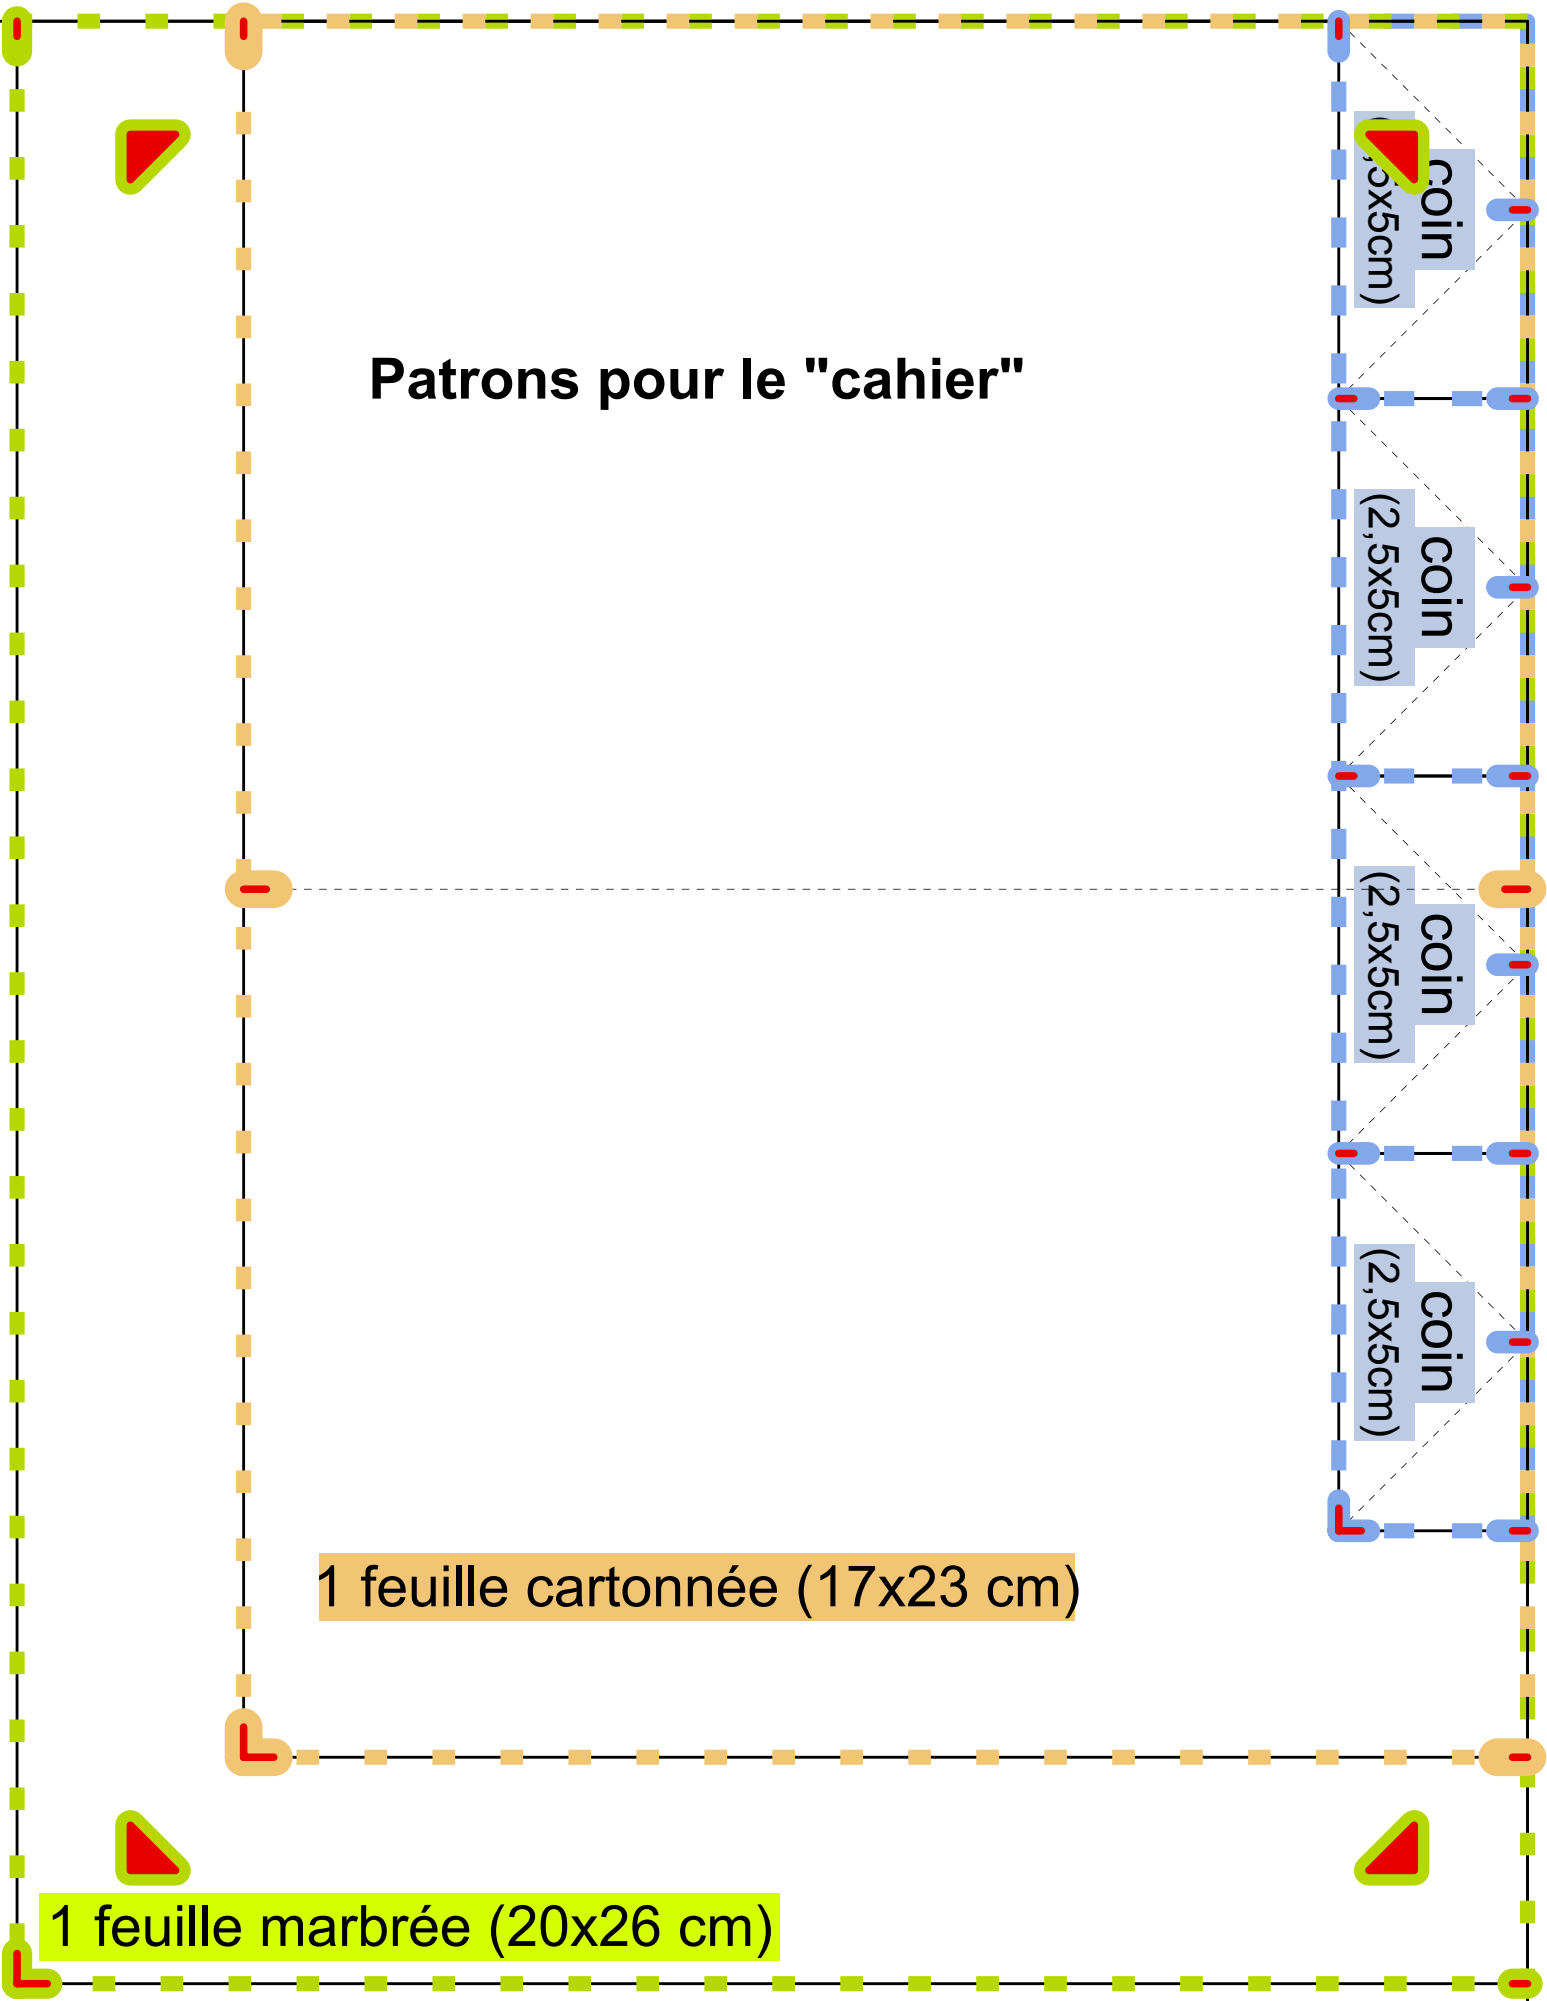 coin
,5x5cm)
Patrons pour le "cahier"
coin
(2,5x5cm)
coin
(2,5x5cm)
coin
(2,5x5cm)
1 feuille cartonnée (17x23 cm)
1 feuille marbrée (20x26 cm)